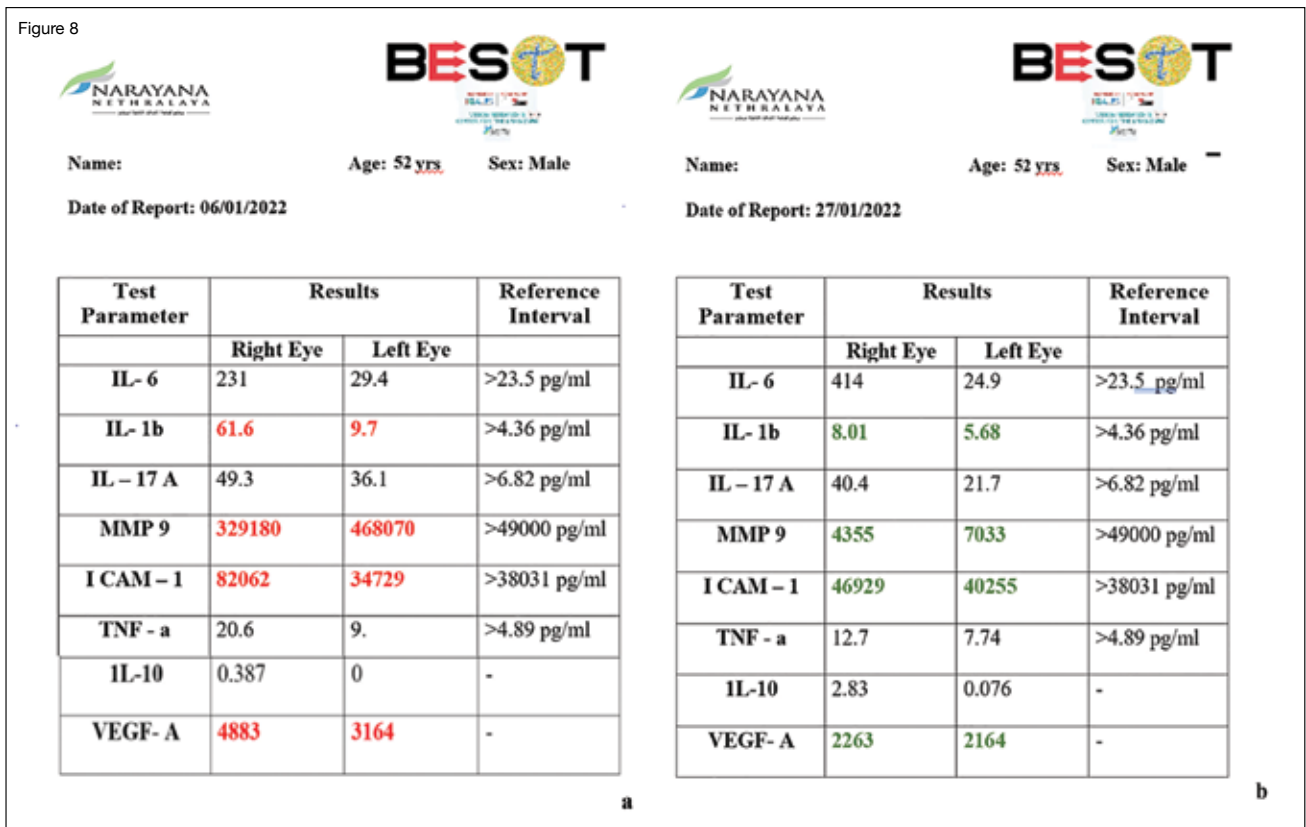 Figure 8
NARAYANA
NETHRALAYA
BEST
Name:
Age: 52 yrs
Sex: Male
Date of Report: 06/01/2022
Test Parameter Results Reference Interval
Right Eye Left Eye
IL- 6 231 29.4 >23.5 pg/ml
IL- 1b 61.6 9.7 >4.36 pg/ml
IL – 17 A 49.3 36.1 >6.82 pg/ml
MMP 9 329180 468070 >49000 pg/ml
I CAM – 1 82062 34729 >38031 pg/ml
TNF - a 20.6 9. >4.89 pg/ml
1L-10 0.387 0 -
VEGF- A 4883 3164 -
a
NARAYANA
NETHRALAYA
BEST
Name:
Age: 52 yrs
Sex: Male
Date of Report: 27/01/2022
Test Parameter Results Reference Interval
Right Eye Left Eye
IL- 6 414 24.9 >23.5 pg/ml
IL- 1b 8.01 5.68 >4.36 pg/ml
IL – 17 A 40.4 21.7 >6.82 pg/ml
MMP 9 4355 7033 >49000 pg/ml
I CAM – 1 46929 40255 >38031 pg/ml
TNF - a 12.7 7.74 >4.89 pg/ml
1L-10 2.83 0.076 -
VEGF- A 2263 2164 -
b